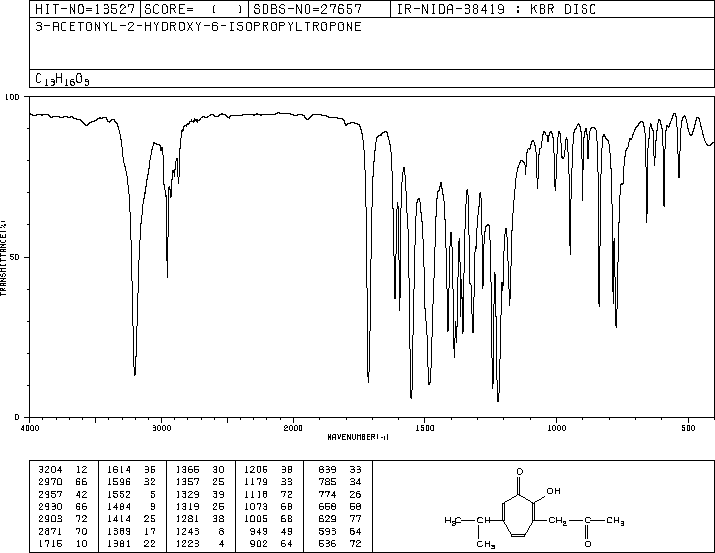 HIT-NO=13527 SCORE= ( ) SDBS-NO=27657 IR-NIDA-38419 : KBR DISC
3-ACETONYL-2-HYDROXY-6-ISOPROPYLTROPONE
C13H16O3
100
50
0
TRANSMITTANCE(%)
4000 3000 2000 1500 1000 500
WAVENUMBER(-1)
3204 12 1614 36 1366 30 1206 38 839 33
2970 66 1596 32 1357 25 1179 33 785 34
2957 42 1552 5 1329 39 1118 72 774 26
2930 66 1484 9 1319 25 1073 68 658 58
2903 72 1414 25 1281 38 1005 68 629 77
2871 70 1389 17 1243 8 949 49 593 64
1716 10 1381 22 1223 4 902 64 536 72
O
OH
H3C CH CH2 C CH3
CH3 O